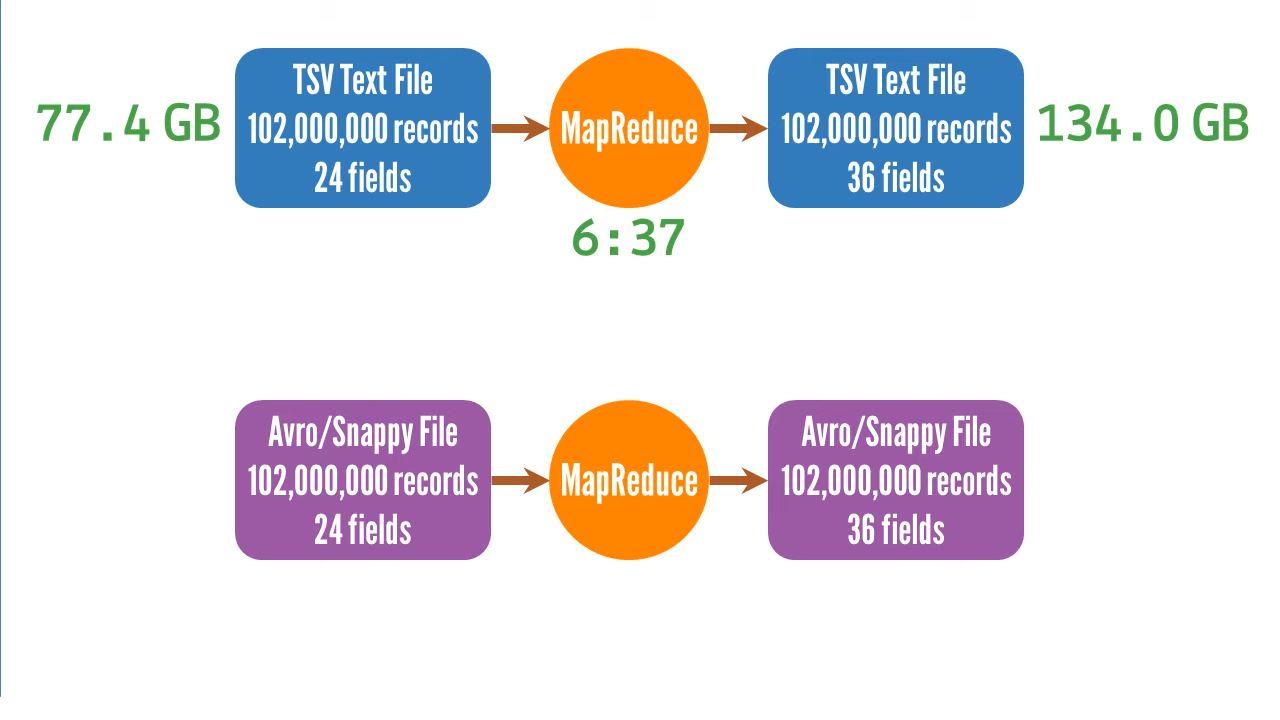 77.4 GB
TSV Text File
102,000,000 records
24 fields
MapReduce
6:37
TSV Text File
102,000,000 records
36 fields
134.0 GB
Avro/Snappy File
102,000,000 records
24 fields
MapReduce
Avro/Snappy File
102,000,000 records
36 fields